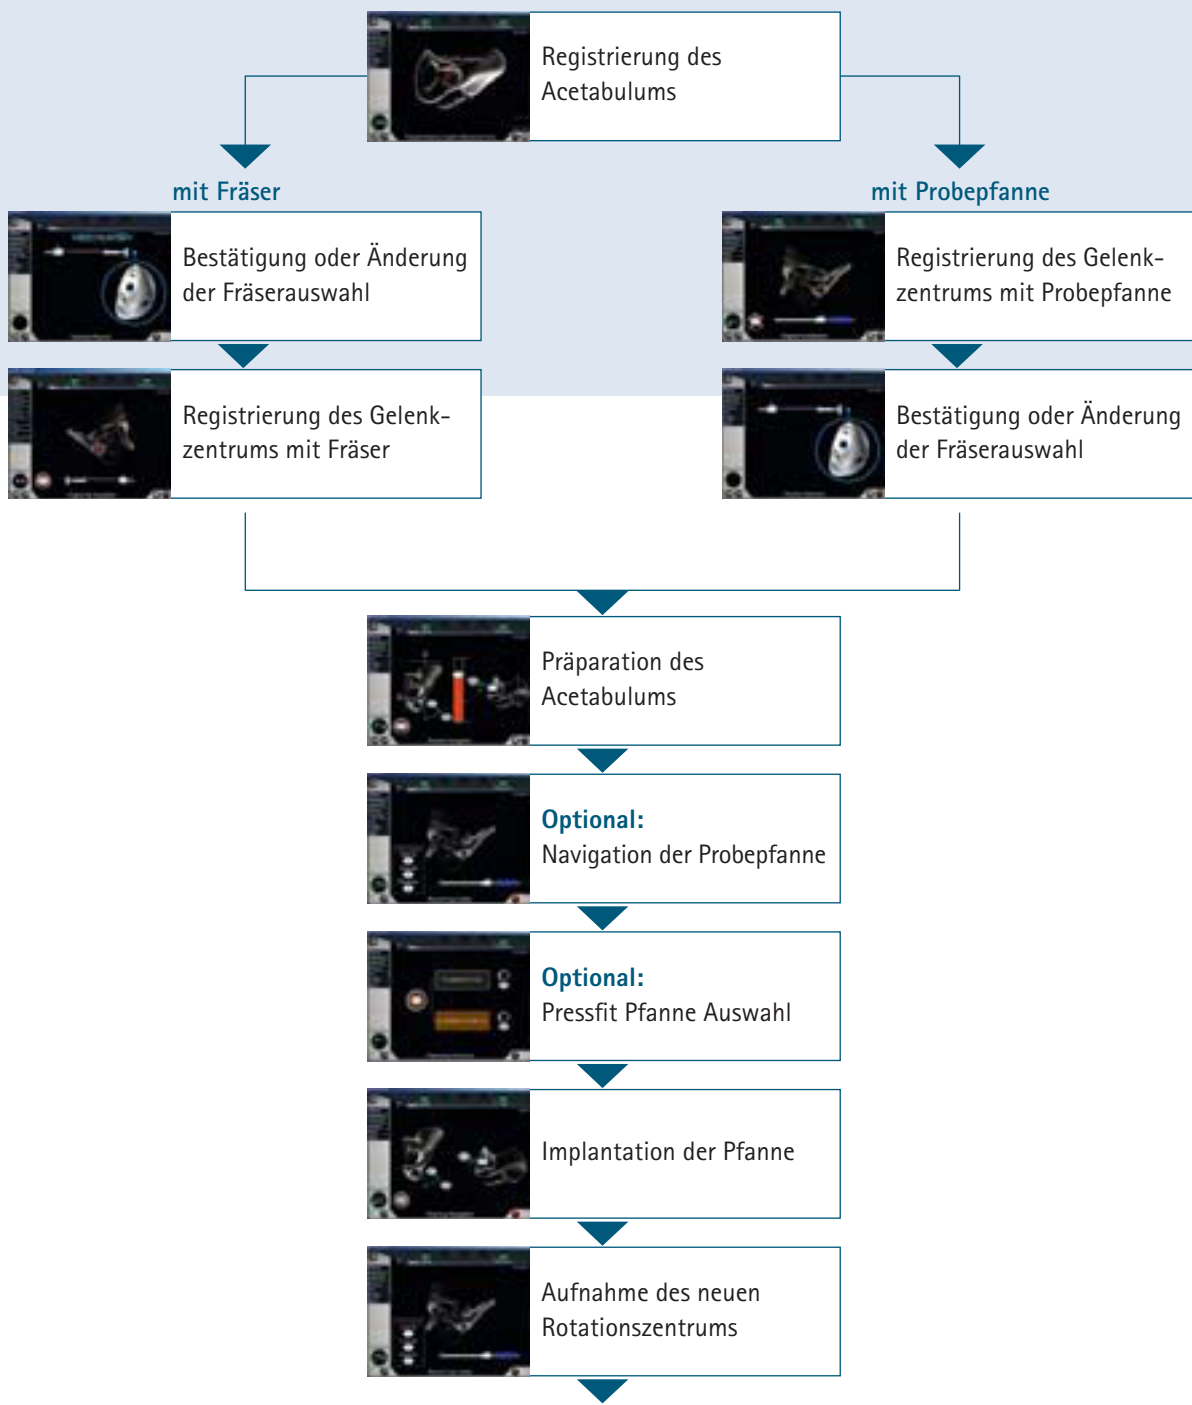 Registrierung des
Acetabulums
mit Fräser
Bestätigung oder Änderung
der Fräserauswahl
Registrierung des Gelenk-
zentrums mit Fräser
mit Probepfanne
Registrierung des Gelenk-
zentrums mit Probepfanne
Bestätigung oder Änderung
der Fräserauswahl
Präparation des
Acetabulums
Optional:
Navigation der Probepfanne
Optional:
Pressfit Pfanne Auswahl
Implantation der Pfanne
Aufnahme des neuen
Rotationszentrums